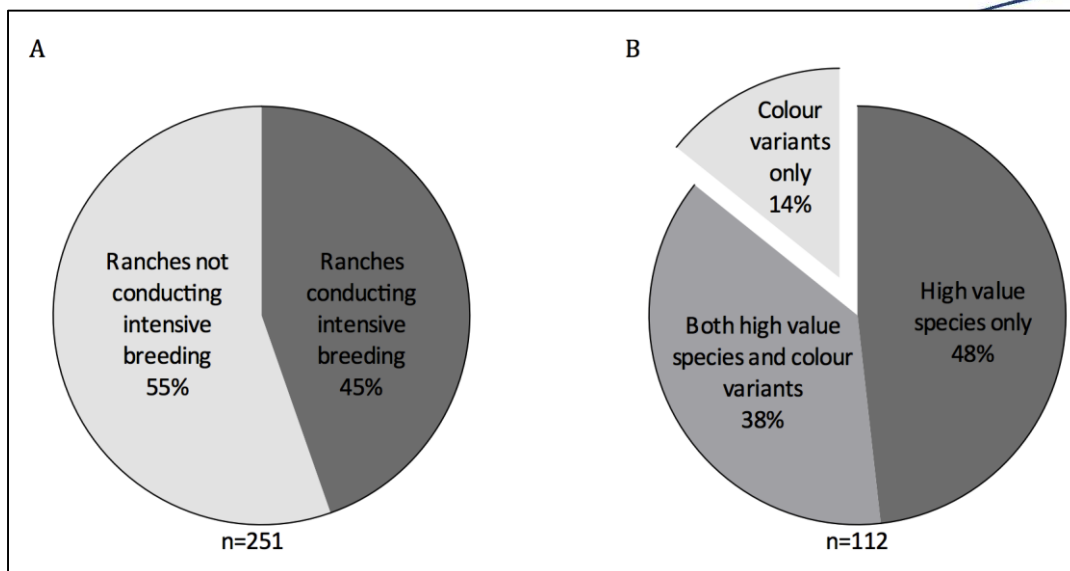 A
Ranches not
conducting
intensive
breeding
55%
Ranches
conducting
intensive
breeding
45%
n=251
B
Colour
variants
only
14%
High value
species only
48%
Both high value
species and colour
variants
38%
n=112